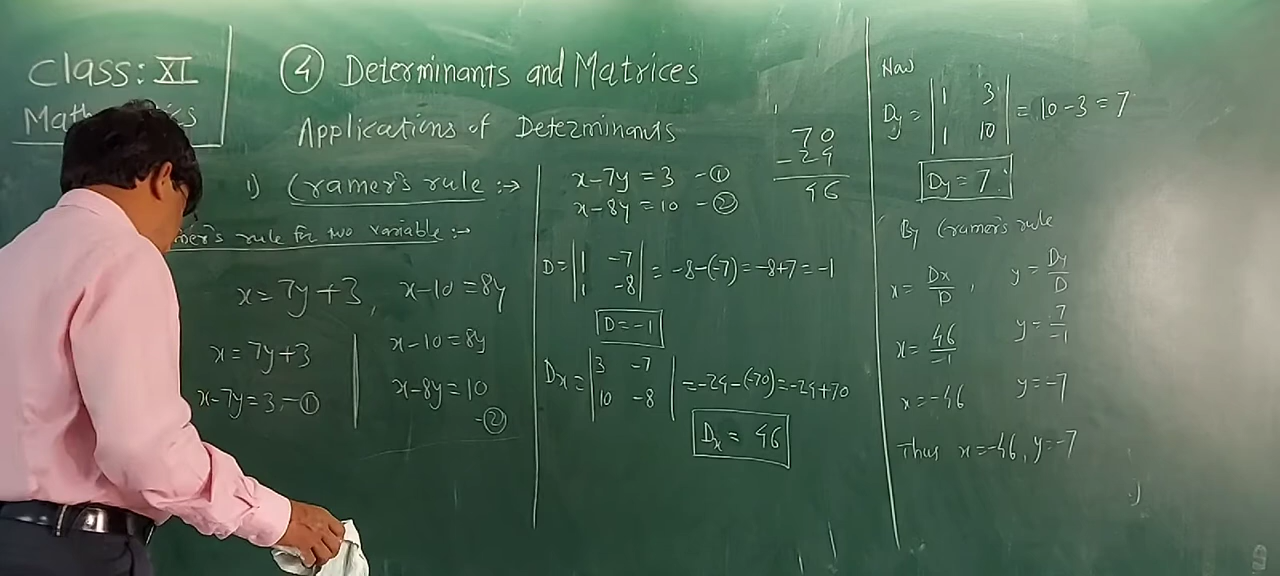 Class: XI
Mathematics
④ Determinants and Matrices
Applications of Determinants
1) Cramer's rule :→
mer's rule for two variable :→
x=7y+3, x-10=8y
x=7y+3
x-7y=3 -①
x-10=8y
x-8y=10
-②
x-7y=3 -①
x-8y=10 -②
70
-24
46
D=|1 -7|
|1 -8| = -8-(-7)=-8+7=-1
D=-1
Dx=|3 -7|
|10 -8| =-24-(-70)=-24+70
Dx = 46
Now
Dy=|1 3|
|1 10| =10-3=7
Dy=7
By Cramer's rule
x=Dx/D, y=Dy/D
x=46/-1 y=7/-1
x=-46 y=-7
Thus x=-46, y=-7